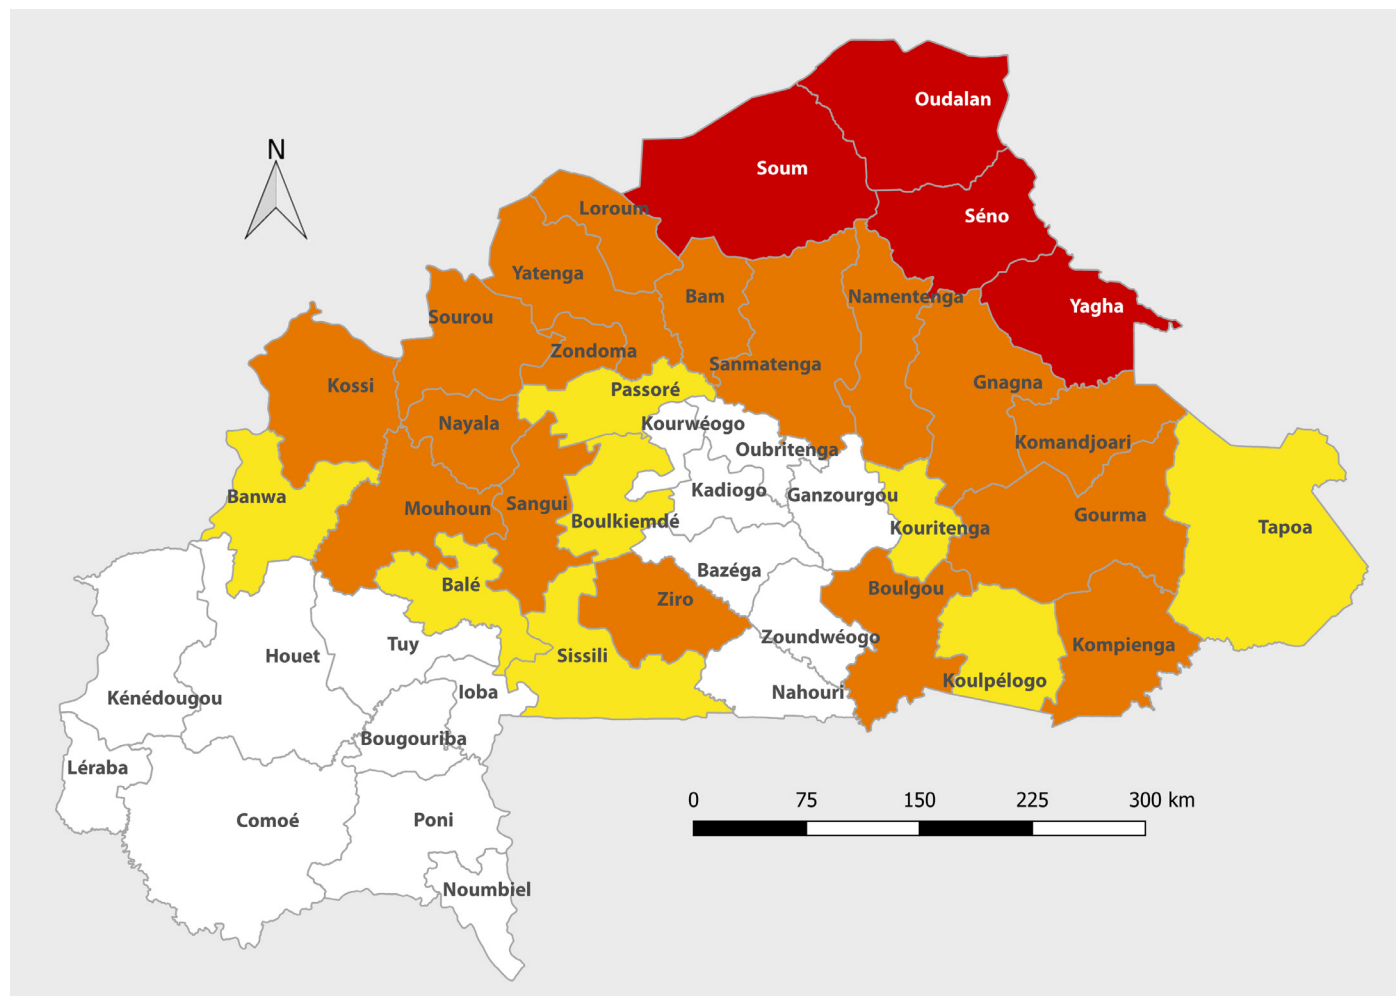 Oudalan
N
Soum
Loroum
Séno
Yatenga
Bam
Namentenga
Yagha
Sourou
Zondoma
Sanmatenga
Kossi
Passoré
Gnagna
Nayala
Kourwéogo
Komandjoari
Oubritenga
Banwa
Kadiogo
Ganzourgou
Mouhoun
Sangui
Boulkiemdé
Gourma
Kouritenga
Tapoa
Bazéga
Balé
Boulgou
Ziro
Zoundwéogo
Tuy
Kompienga
Houet
Sissili
Koulpélogo
Kénédougou
Ioba
Nahouri
Bougouriba
Léraba
0 75 150 225 300 km
Comoé
Poni
Noumbiel